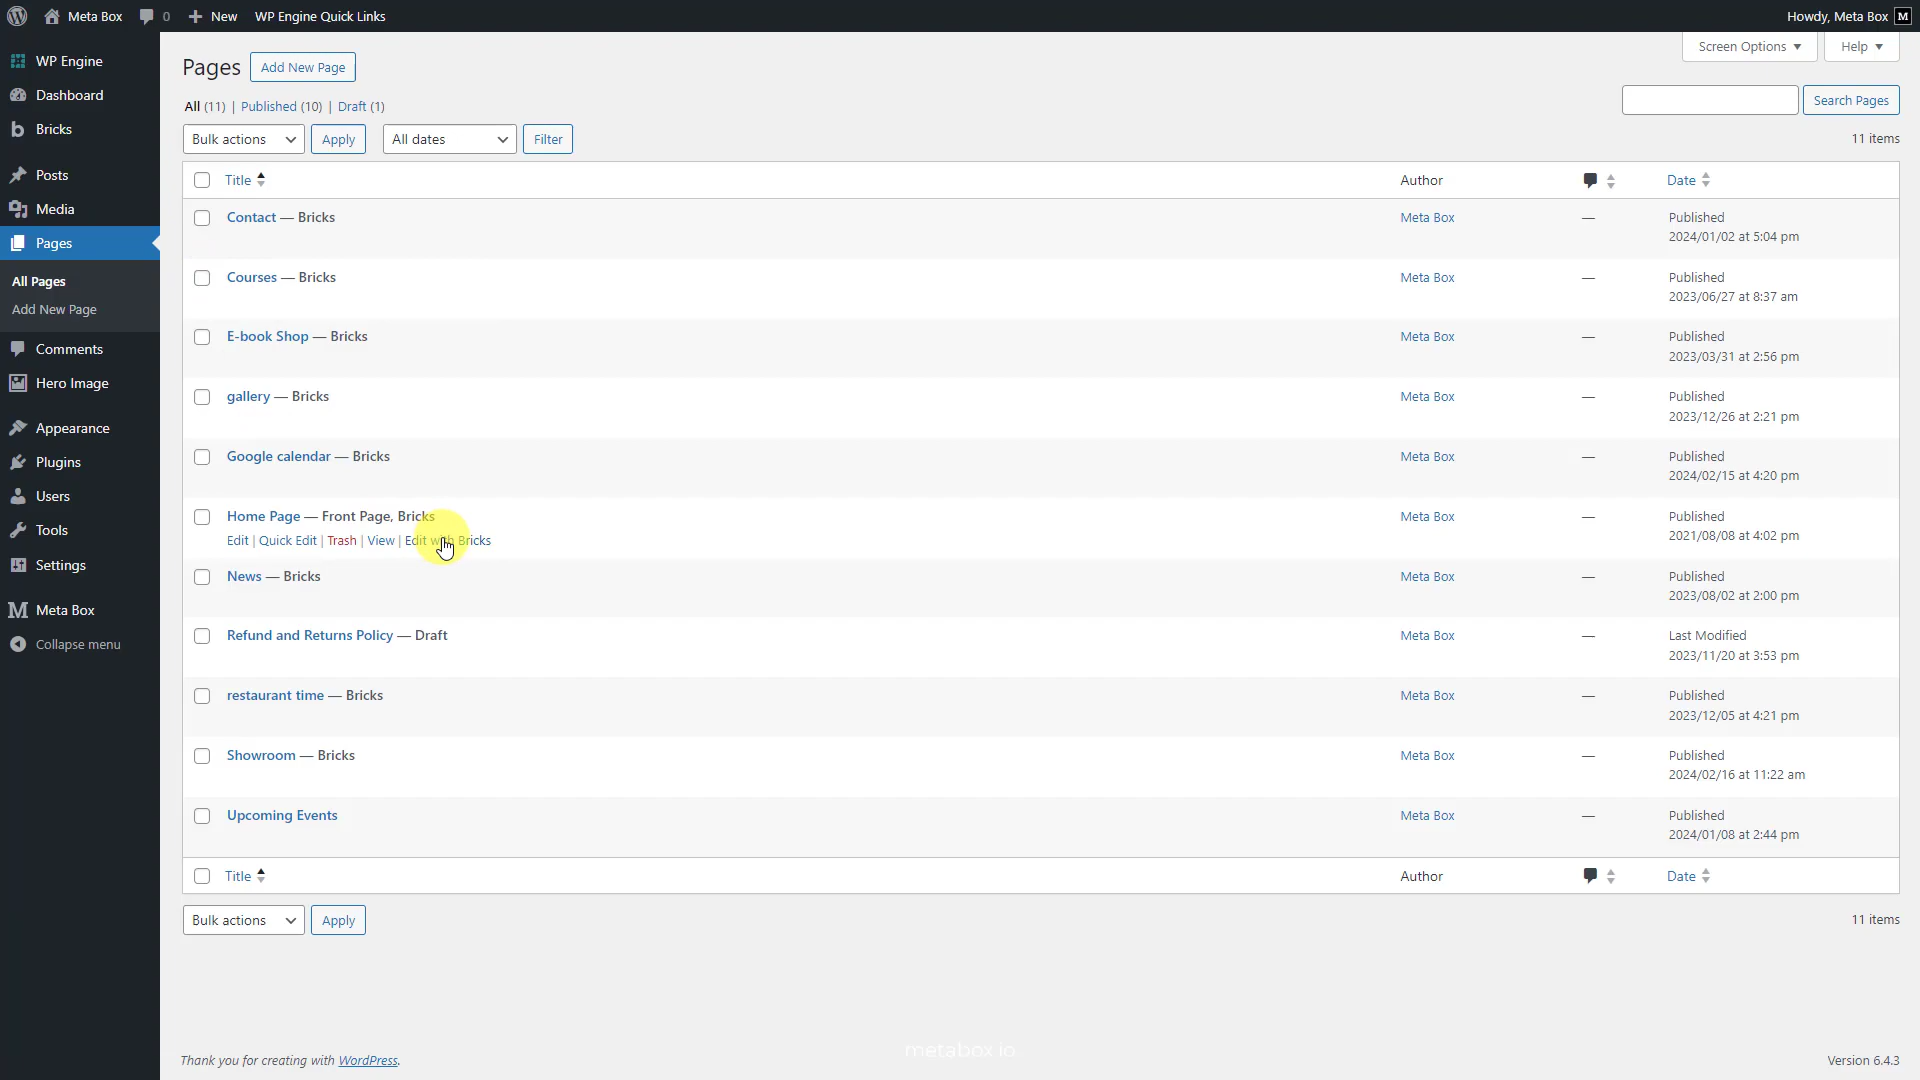 Meta Box 0 New WP Engine Quick Links Howdy, Meta Box M
WP Engine
Dashboard
Bricks
Posts
Media
Pages
All Pages
Add New Page
Comments
Hero Image
Appearance
Plugins
Users
Tools
Settings
Meta Box
Collapse menu
Screen Options Help
Pages Add New Page
All (11) | Published (10) | Draft (1)
Search Pages
Bulk actions Apply All dates Filter 11 items
Title Author Date
Contact — Bricks Meta Box — Published
2024/01/02 at 5:04 pm
Courses — Bricks Meta Box — Published
2023/06/27 at 8:37 am
E-book Shop — Bricks Meta Box — Published
2023/03/31 at 2:56 pm
gallery — Bricks Meta Box — Published
2023/12/26 at 2:21 pm
Google calendar — Bricks Meta Box — Published
2024/02/15 at 4:20 pm
Home Page — Front Page, Bricks Meta Box — Published
Edit | Quick Edit | Trash | View | Edit with Bricks 2021/08/08 at 4:02 pm
News — Bricks Meta Box — Published
2023/08/02 at 2:00 pm
Refund and Returns Policy — Draft Meta Box — Last Modified
2023/11/20 at 3:53 pm
restaurant time — Bricks Meta Box — Published
2023/12/05 at 4:21 pm
Showroom — Bricks Meta Box — Published
2024/02/16 at 11:22 am
Upcoming Events Meta Box — Published
2024/01/08 at 2:44 pm
Title Author Date
Bulk actions Apply 11 items
metabox.io
Thank you for creating with WordPress. Version 6.4.3